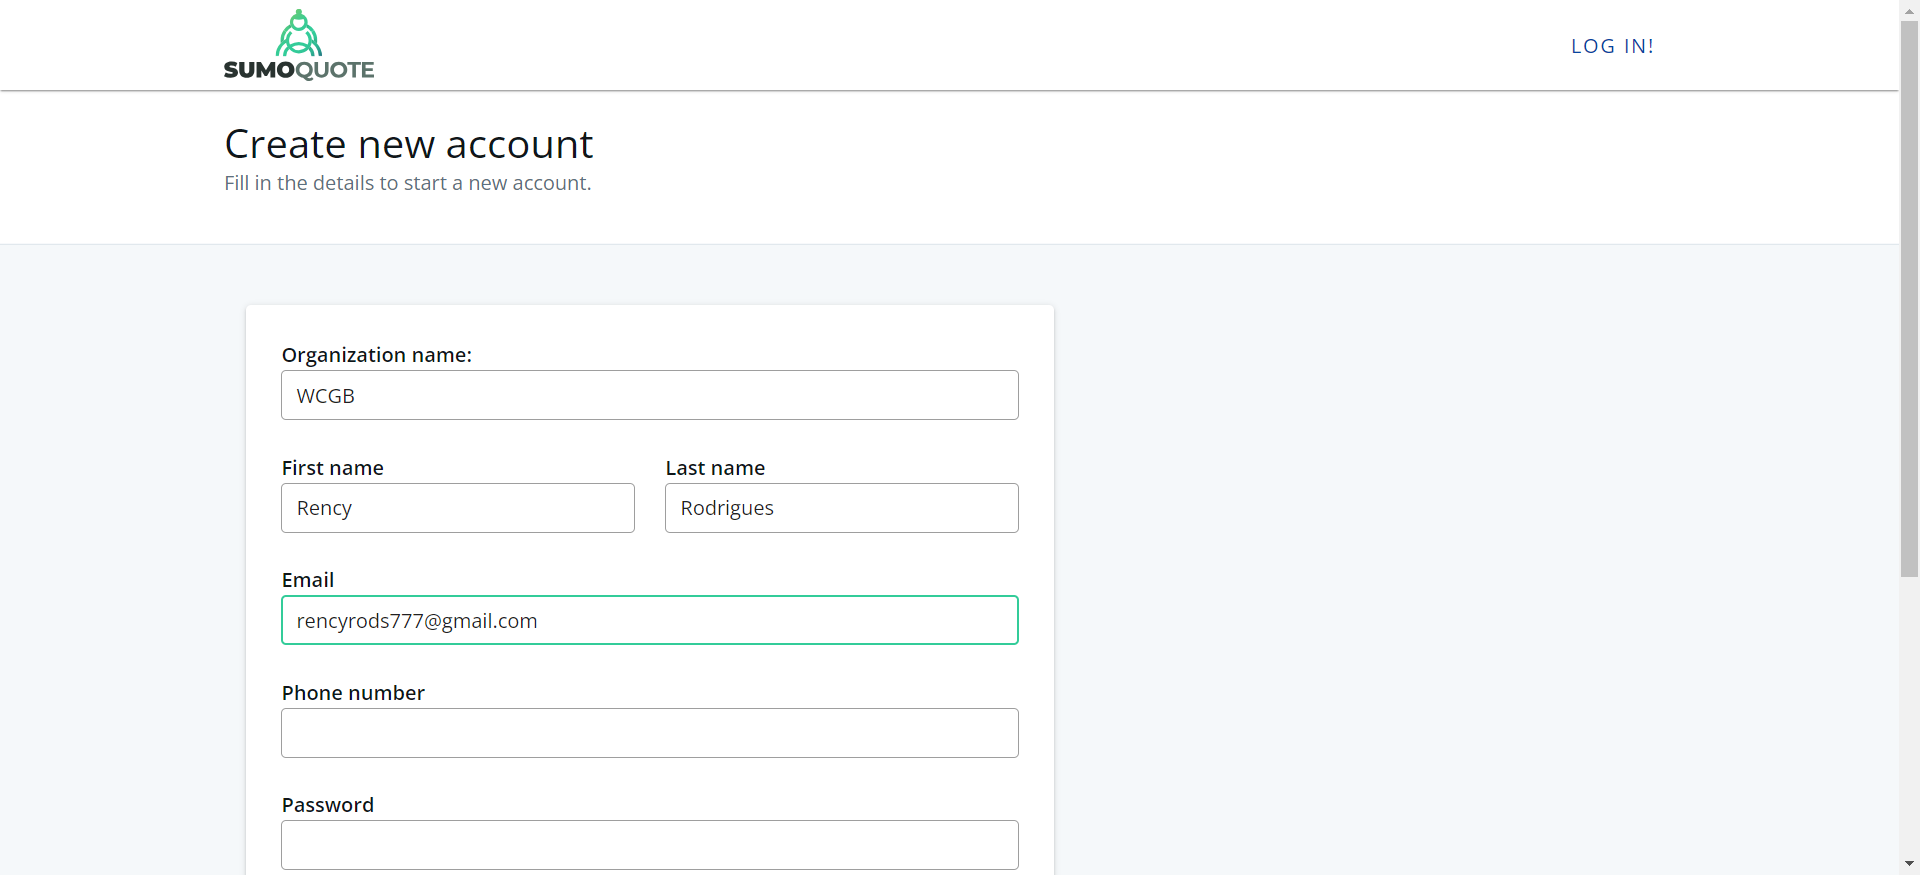 SUMOQUOTE
LOG IN!
Create new account
Fill in the details to start a new account.
Organization name:
WCGB
First name
Last name
Rency
Rodrigues
Email
rencyrods777@gmail.com
Phone number
Password